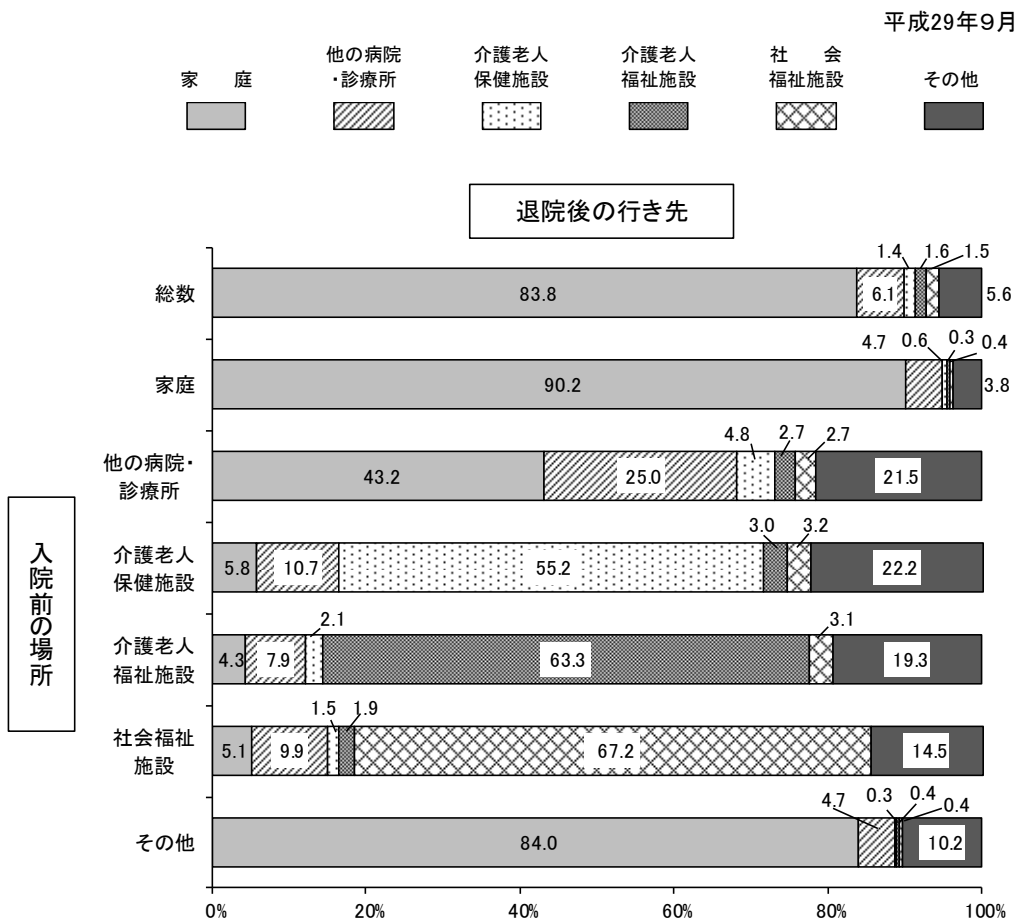 平成29年9月
家　　庭
他の病院
・診療所
介護老人
保健施設
介護老人
福祉施設
社　　会
福祉施設
その他
退院後の行き先
入院前の場所
1.4 1.6 1.5
総数 83.8 6.1 5.6
4.7 0.6 0.3 0.4
家庭 90.2 3.8
4.8 2.7 2.7
他の病院・
診療所
43.2 25.0 21.5
3.0 3.2
介護老人
保健施設
5.8 10.7 55.2 22.2
2.1 3.1
介護老人
福祉施設
4.3 7.9 63.3 19.3
1.5 1.9
社会福祉
施設
5.1 9.9 67.2 14.5
4.7 0.3 0.4 0.4
その他 84.0 10.2
0% 20% 40% 60% 80% 100%